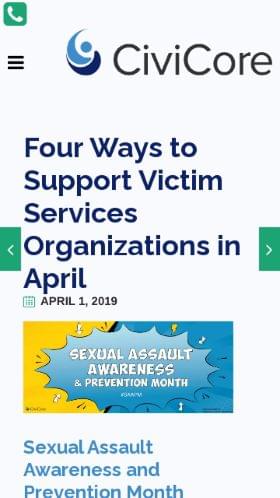 CiviCore
Four Ways to
Support Victim
Services
Organizations in
April
APRIL 1, 2019
SEXUAL ASSAULT
AWARENESS
& PREVENTION MONTH
#SAAPM
CiviCore
Sexual Assault
Awareness and
Prevention Month